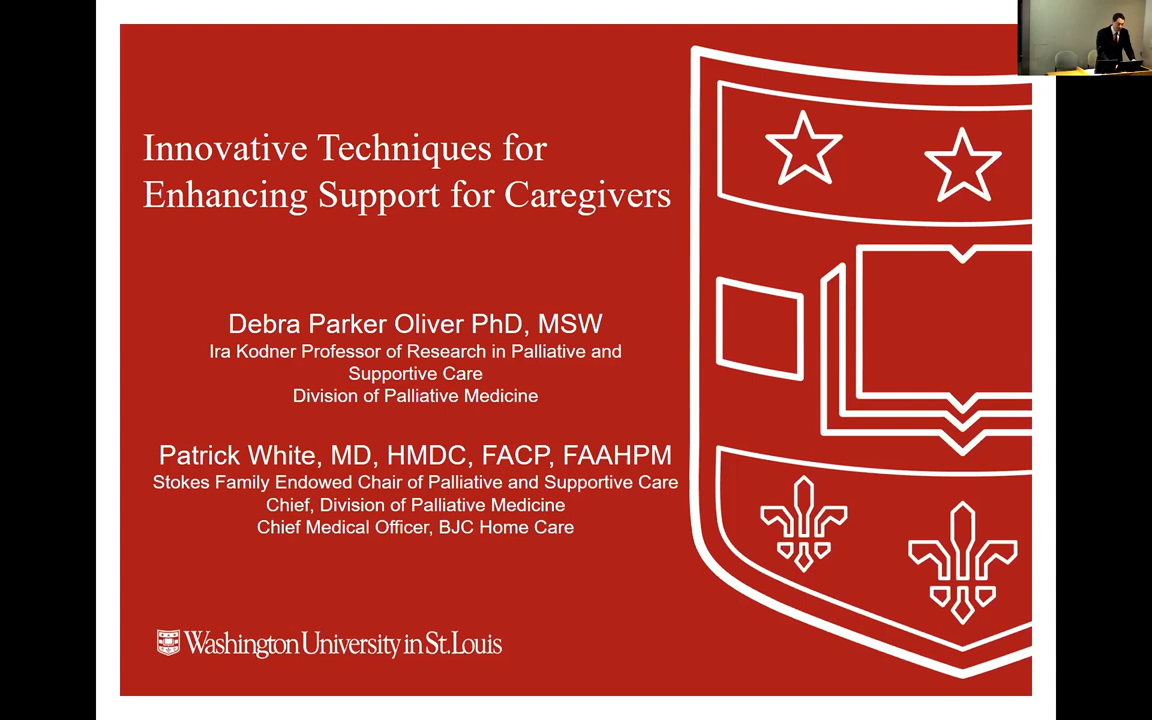 Innovative Techniques for
Enhancing Support for Caregivers
Debra Parker Oliver PhD, MSW
Ira Kodner Professor of Research in Palliative and
Supportive Care
Division of Palliative Medicine
Patrick White, MD, HMDC, FACP, FAAHPM
Stokes Family Endowed Chair of Palliative and Supportive Care
Chief, Division of Palliative Medicine
Chief Medical Officer, BJC Home Care
Washington University in St. Louis